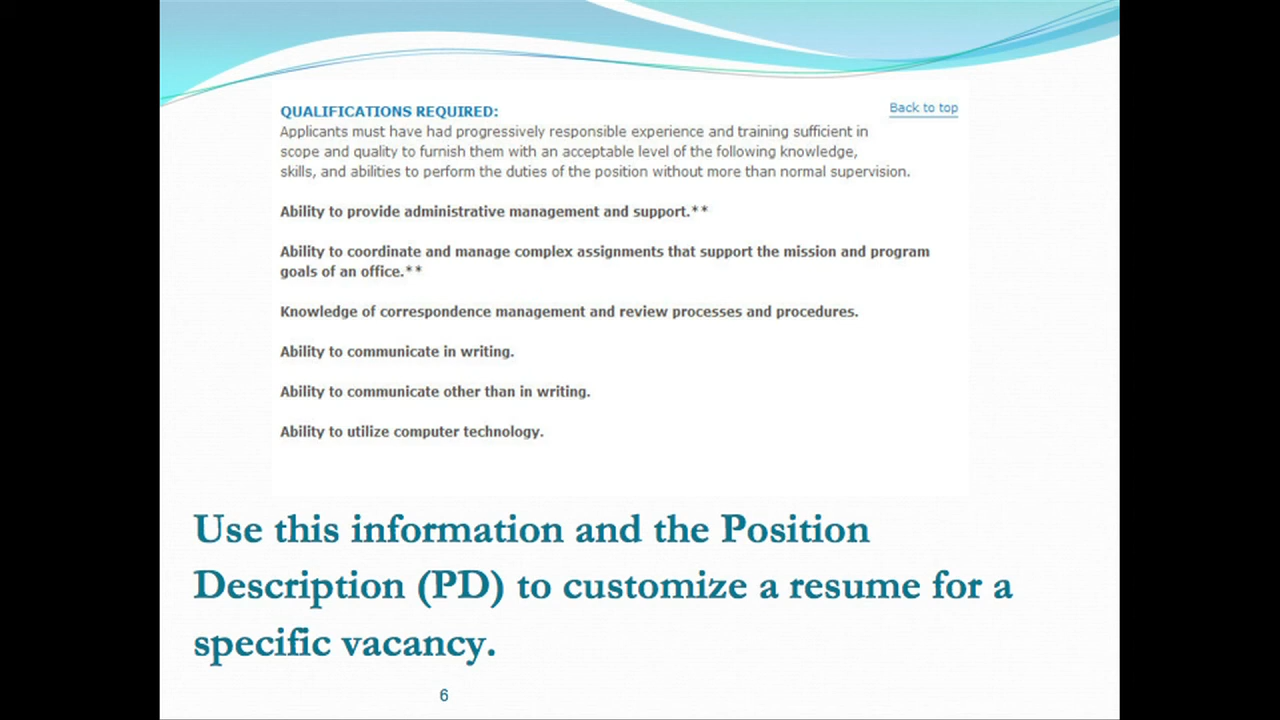 QUALIFICATIONS REQUIRED:
Back to top
Applicants must have had progressively responsible experience and training sufficient in
scope and quality to furnish them with an acceptable level of the following knowledge,
skills, and abilities to perform the duties of the position without more than normal supervision.
Ability to provide administrative management and support.**
Ability to coordinate and manage complex assignments that support the mission and program
goals of an office.**
Knowledge of correspondence management and review processes and procedures.
Ability to communicate in writing.
Ability to communicate other than in writing.
Ability to utilize computer technology.
Use this information and the Position
Description (PD) to customize a resume for a
specific vacancy.
6